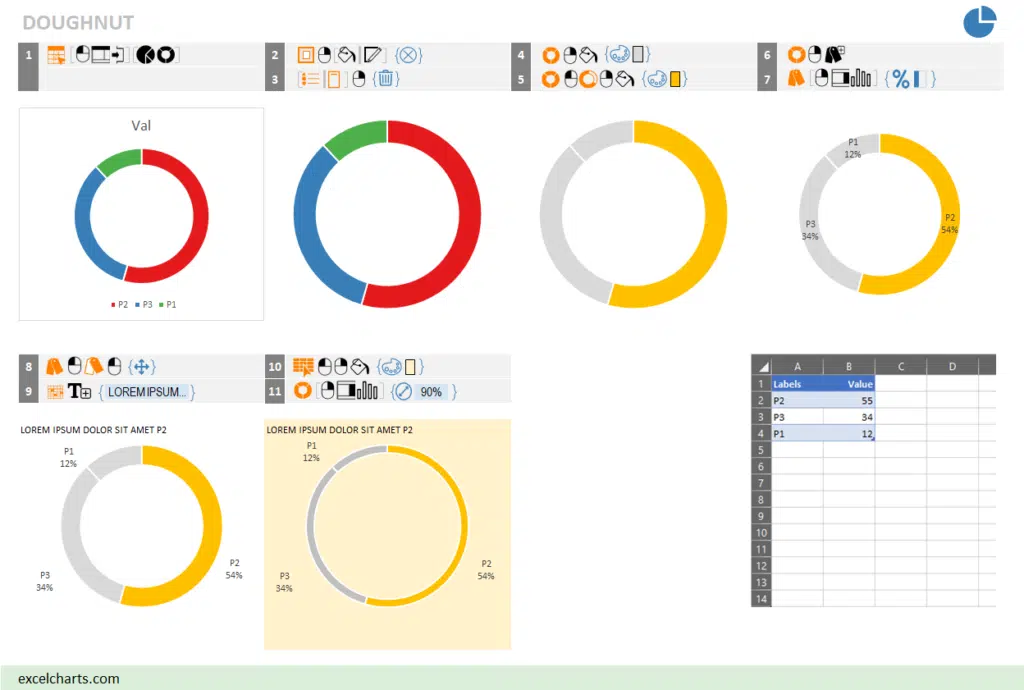 DOUGHNUT
1
2
3
4
5
6
7
%
Val
P2 P3 P1
P1
12%
P3
34%
P2
54%
8
9
T
LOREM IPSUM...
10
11
90%
LOREM IPSUM DOLOR SIT AMET P2
P1
12%
P3
34%
P2
54%
LOREM IPSUM DOLOR SIT AMET P2
P1
12%
P3
34%
P2
54%
A B C D
1 Labels Value
2 P2 55
3 P3 34
4 P1 12
5
6
7
8
9
10
11
12
13
14
excelcharts.com